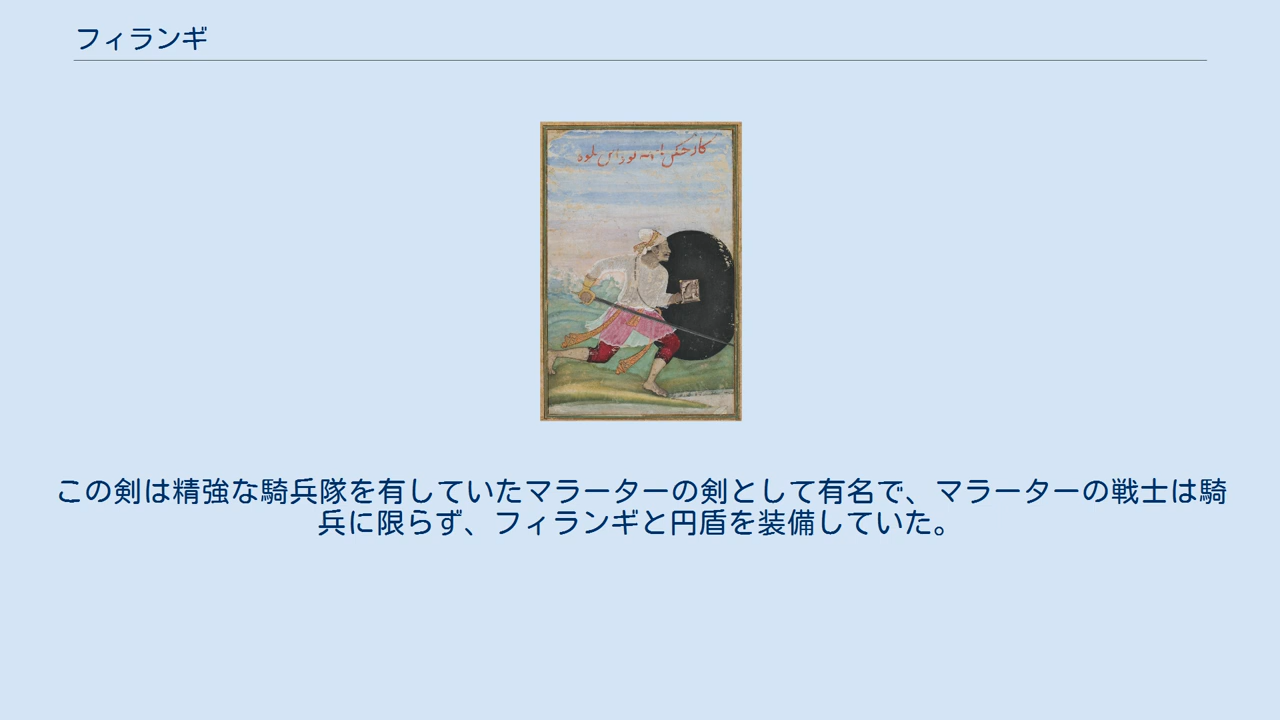 フィランギ
この剣は精強な騎兵隊を有していたマラーターの剣として有名で、マラーターの戦士は騎
兵に限らず、フィランギと円盾を装備していた。